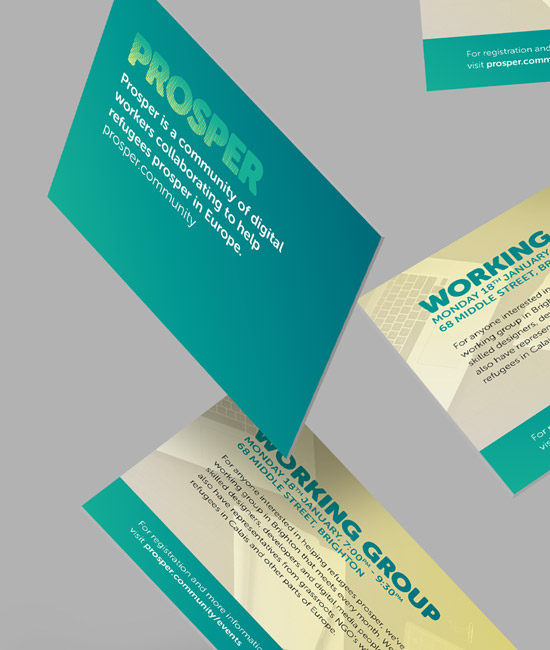 PROSPER
Prosper is a community of digital
workers collaborating to help
refugees prosper in Europe.
prosper.community
For registration and
visit prosper.comm
WORKING
MONDAY 18TH JANUARY
68 MIDDLE STREET, BR
For anyone interested in
working group in Bright
skilled designers, de
also have represen
refugees in Calais
For
vis
WORKING GROUP
MONDAY 18TH JANUARY, 7:00PM - 9:30PM
68 MIDDLE STREET, BRIGHTON
For anyone interested in helping refugees prosper, we've
working group in Brighton that meets every month. We
skilled designers, developers and digital media people
also have representatives from grassroots NGO's w
refugees in Calais and other parts of Europe.
For registration and more informatio
visit prosper.community/events